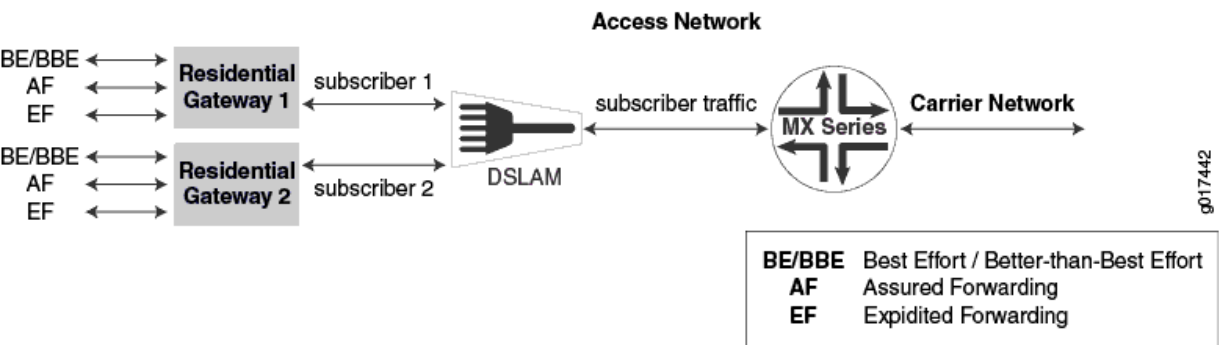 Access Network
BE/BBE
AF
EF
Residential
Gateway 1
subscriber 1
BE/BBE
AF
EF
Residential
Gateway 2
subscriber 2
DSLAM
subscriber traffic
MX Series
Carrier Network
g017442
BE/BBE Best Effort / Better-than-Best Effort
AF Assured Forwarding
EF Expidited Forwarding